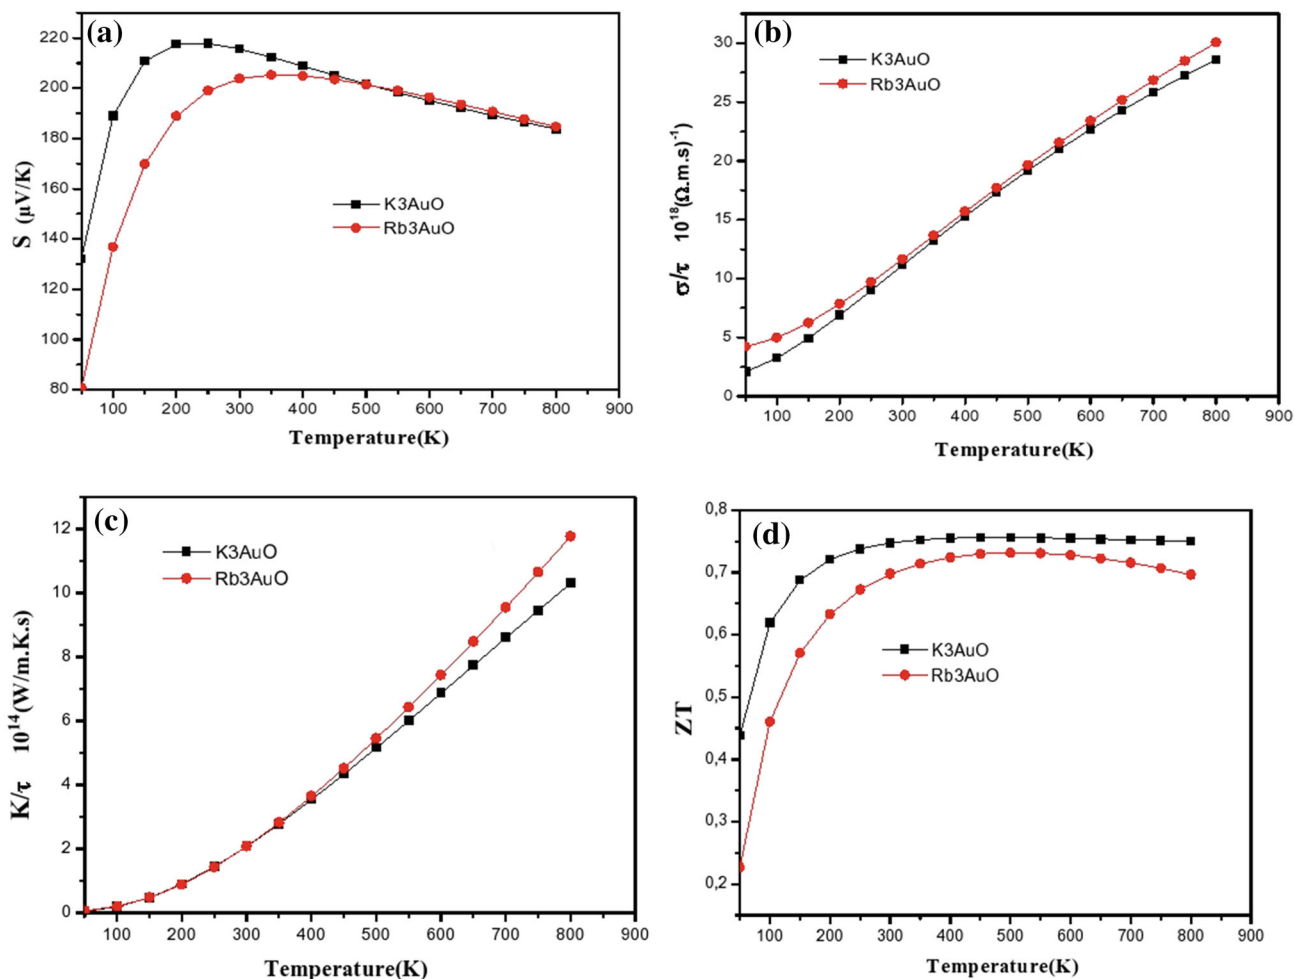 (a)
220
200
180
160
140
120
100
80
S (µV/K)
K3AuO
Rb3AuO
100 200 300 400 500 600 700 800 900
Temperature(K)
(b)
30
25
20
15
10
5
0
σ/τ 10¹⁸(Ω.m.s)⁻¹
K3AuO
Rb3AuO
100 200 300 400 500 600 700 800 900
Temperature(K)
(c)
12
10
8
6
4
2
0
K/τ 10¹⁴(W/m.K.s)
K3AuO
Rb3AuO
100 200 300 400 500 600 700 800 900
Temperature(K)
(d)
0,8
0,7
0,6
0,5
0,4
0,3
0,2
ZT
K3AuO
Rb3AuO
100 200 300 400 500 600 700 800 900
Temperature(K)